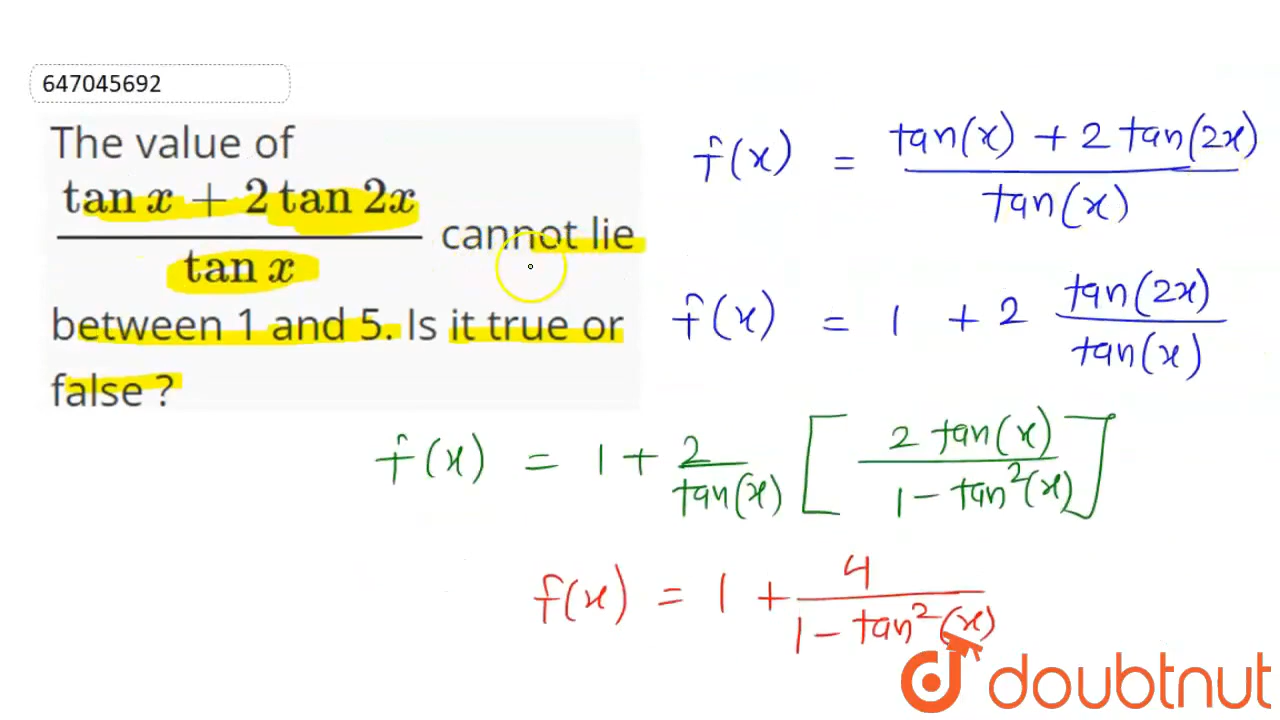 647045692
The value of
tan x + 2 tan 2x
tan x
cannot lie
between 1 and 5. Is it true or
false ?
f(x) = tan(x) + 2 tan(2x)
tan(x)
f(x) = 1 + 2 tan(2x)
tan(x)
f(x) = 1 + 2 [ 2 tan(x) ]
tan(x) 1 - tan²(x)
f(x) = 1 + 4
1 - tan²(x)
doubtnut